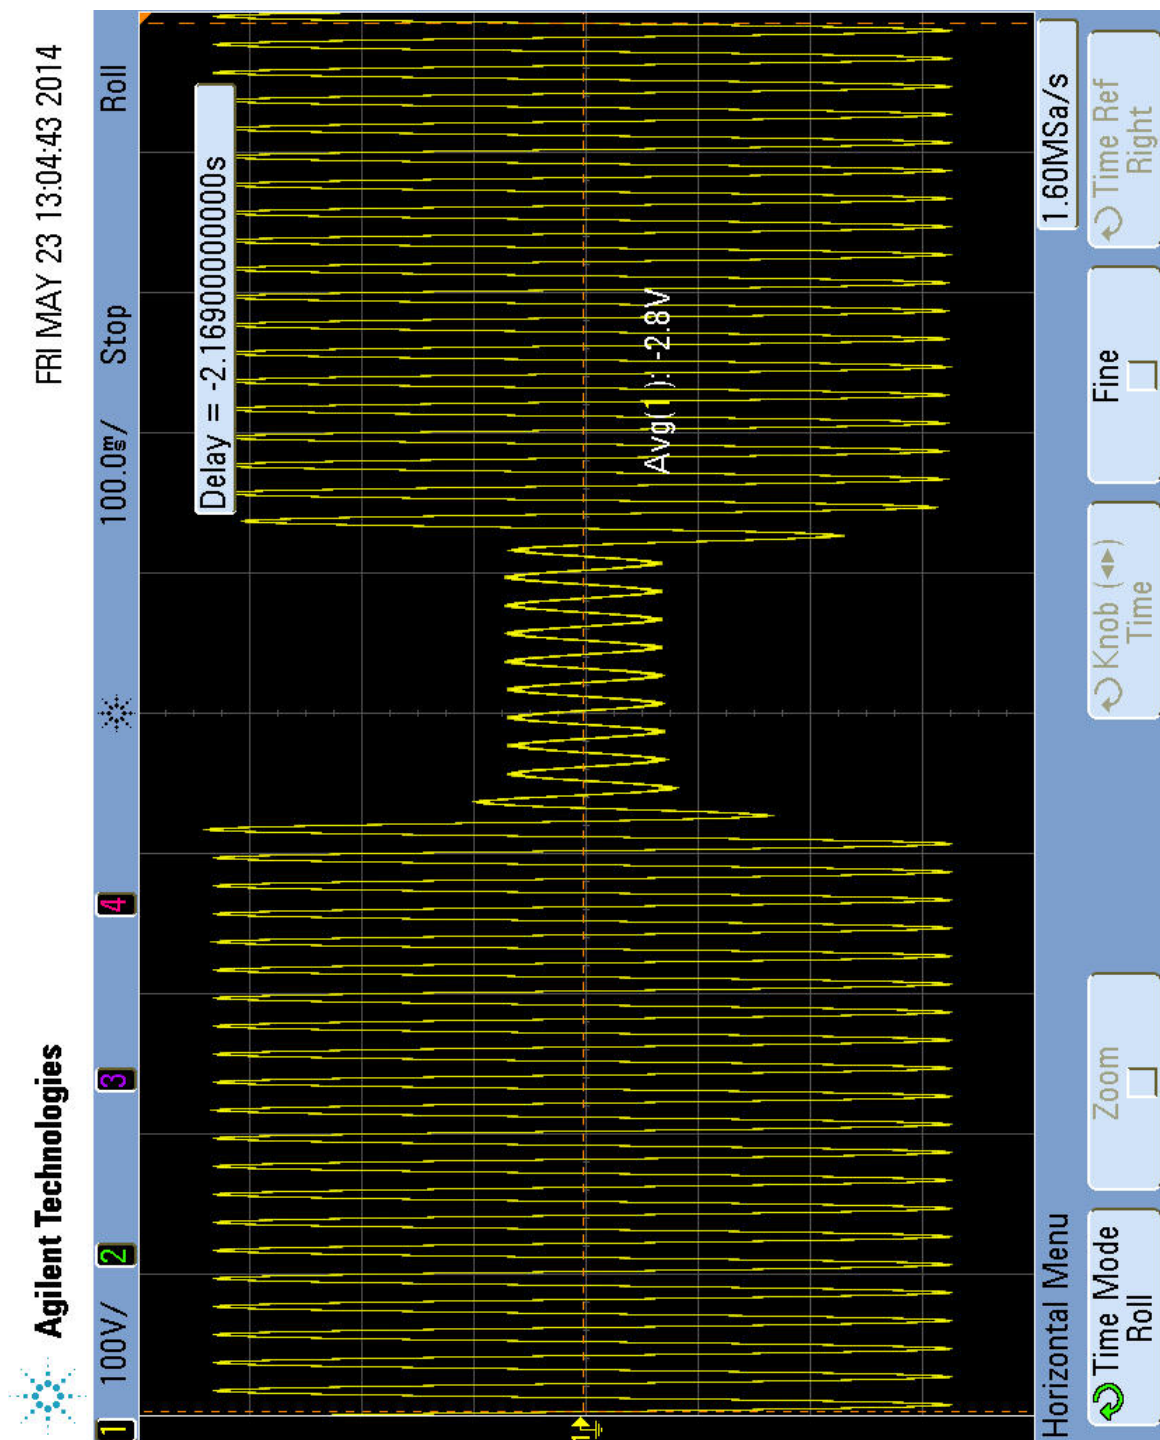 Agilent Technologies
FRI MAY 23 13:04:43 2014
1 100V/ 2 3 4 100.0ms/ Stop Roll
Delay = -2.169000000000s
Avg(1): -2.8V
1
Horizontal Menu
1.60MSa/s
Time Mode
Roll
Zoom
Knob (◄►)
Time
Fine
Time Ref
Right